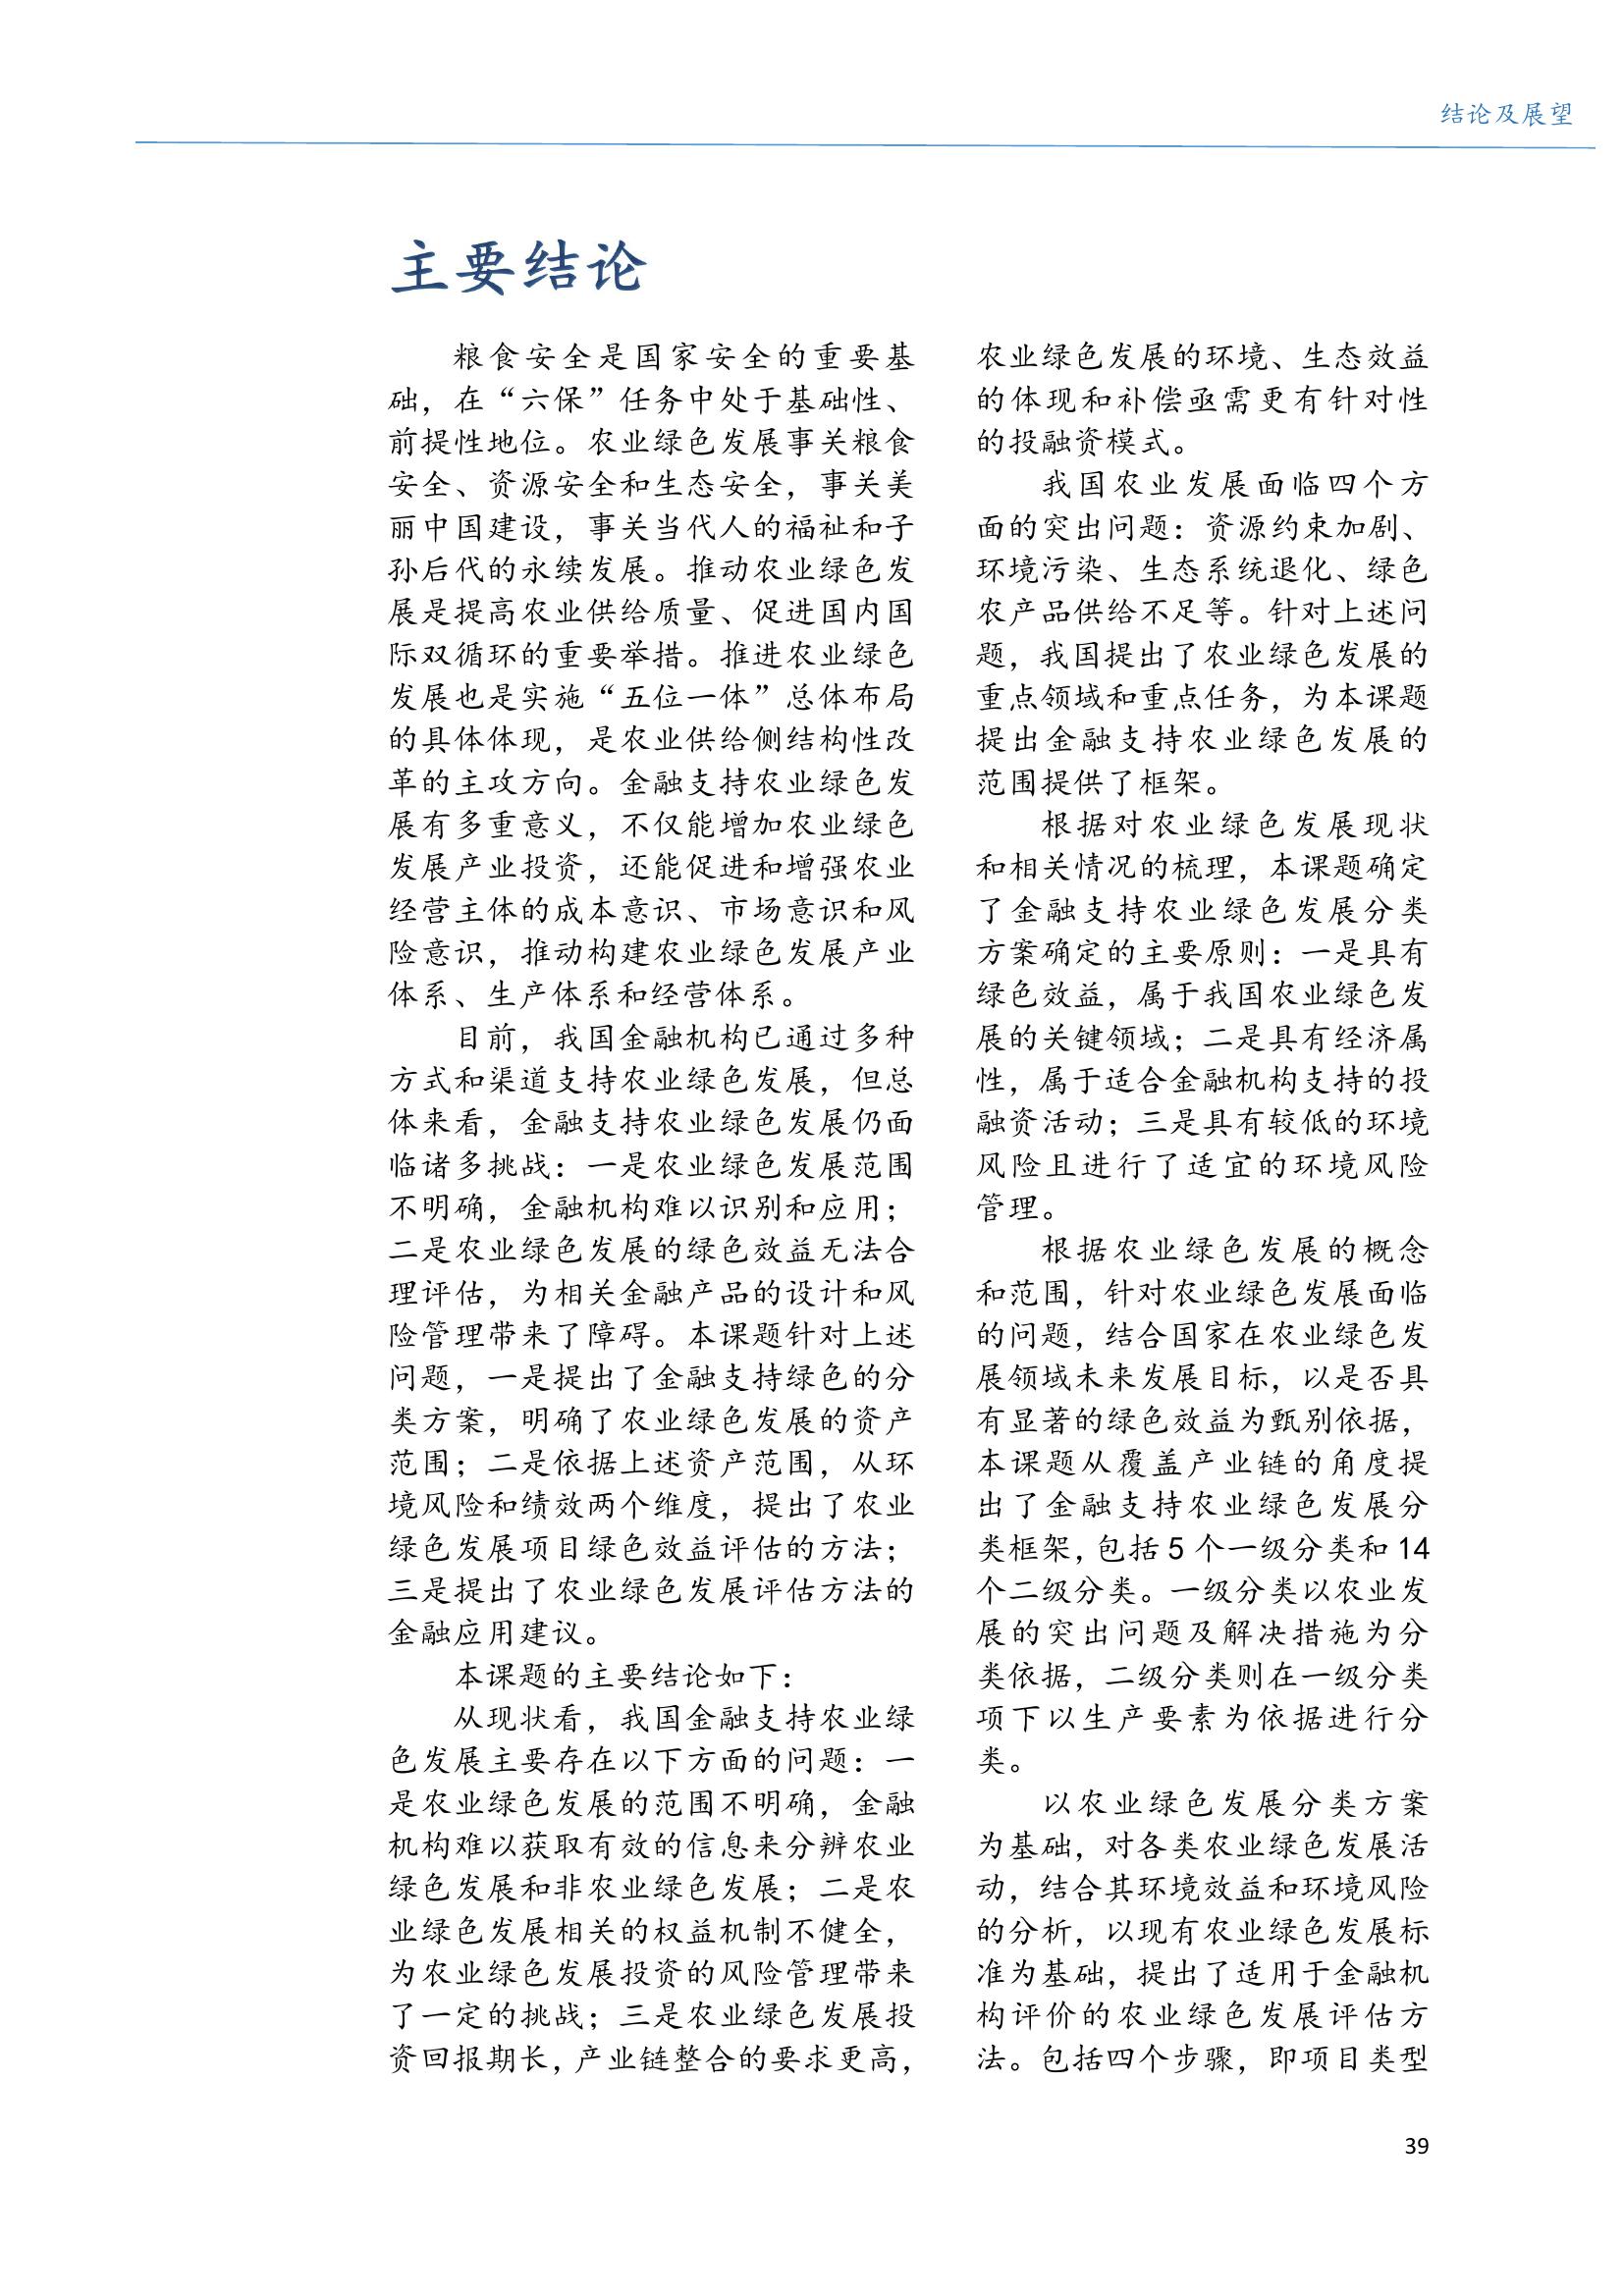 结论及展望
主要结论
粮食安全是国家安全的重要基
础，在“六保”任务中处于基础性、
前提性地位。农业绿色发展事关粮食
安全、资源安全和生态安全，事关美
丽中国建设，事关当代人的福祉和子
孙后代的永续发展。推动农业绿色发
展是提高农业供给质量、促进国内国
际双循环的重要举措。推进农业绿色
发展也是实施“五位一体”总体布局
的具体体现，是农业供给侧结构性改
革的主攻方向。金融支持农业绿色发
展有多重意义，不仅能增加农业绿色
发展产业投资，还能促进和增强农业
经营主体的成本意识、市场意识和风
险意识，推动构建农业绿色发展产业
体系、生产体系和经营体系。
目前，我国金融机构已通过多种
方式和渠道支持农业绿色发展，但总
体来看，金融支持农业绿色发展仍面
临诸多挑战：一是农业绿色发展范围
不明确，金融机构难以识别和应用；
二是农业绿色发展的绿色效益无法合
理评估，为相关金融产品的设计和风
险管理带来了障碍。本课题针对上述
问题，一是提出了金融支持绿色的分
类方案，明确了农业绿色发展的资产
范围；二是依据上述资产范围，从环
境风险和绩效两个维度，提出了农业
绿色发展项目绿色效益评估的方法；
三是提出了农业绿色发展评估方法的
金融应用建议。
本课题的主要结论如下：
从现状看，我国金融支持农业绿
色发展主要存在以下方面的问题：一
是农业绿色发展的范围不明确，金融
机构难以获取有效的信息来分辨农业
绿色发展和非农业绿色发展；二是农
业绿色发展相关的权益机制不健全，
为农业绿色发展投资的风险管理带来
了一定的挑战；三是农业绿色发展投
资回报期长，产业链整合的要求更高，
农业绿色发展的环境、生态效益
的体现和补偿亟需更有针对性
的投融资模式。
我国农业发展面临四个方
面的突出问题：资源约束加剧、
环境污染、生态系统退化、绿色
农产品供给不足等。针对上述问
题，我国提出了农业绿色发展的
重点领域和重点任务，为本课题
提出金融支持农业绿色发展的
范围提供了框架。
根据对农业绿色发展现状
和相关情况的梳理，本课题确定
了金融支持农业绿色发展分类
方案确定的主要原则：一是具有
绿色效益，属于我国农业绿色发
展的关键领域；二是具有经济属
性，属于适合金融机构支持的投
融资活动；三是具有较低的环境
风险且进行了适宜的环境风险
管理。
根据农业绿色发展的概念
和范围，针对农业绿色发展面临
的问题，结合国家在农业绿色发
展领域未来发展目标，以是否具
有显著的绿色效益为甄别依据，
本课题从覆盖产业链的角度提
出了金融支持农业绿色发展分
类框架，包括 5 个一级分类和 14
个二级分类。一级分类以农业发
展的突出问题及解决措施为分
类依据，二级分类则在一级分类
项下以生产要素为依据进行分
类。
以农业绿色发展分类方案
为基础，对各类农业绿色发展活
动，结合其环境效益和环境风险
的分析，以现有农业绿色发展标
准为基础，提出了适用于金融机
构评价的农业绿色发展评估方
法。包括四个步骤，即项目类型
39